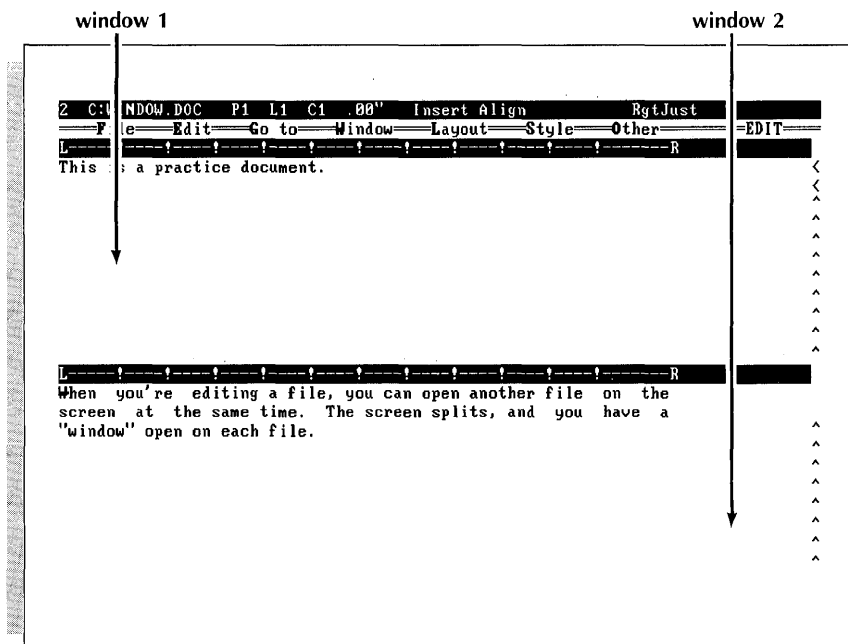 window 1 window 2
2 C:W NDOW.DOC P1 L1 C1 .00" Insert Align RgtJust
F le Edit Go to Window Layout Style Other EDIT
L-----!----!----!----!----!----!----!----!----!----!----!-------R
This s a practice document. <
<
^
^
^
^
^
^
^
^
^
L-----!----!----!----!----!----!----!----!----!----!----!-------R
When you're editing a file, you can open another file on the
screen at the same time. The screen splits, and you have a
"window" open on each file. ^
^
^
^
^
^
^
^